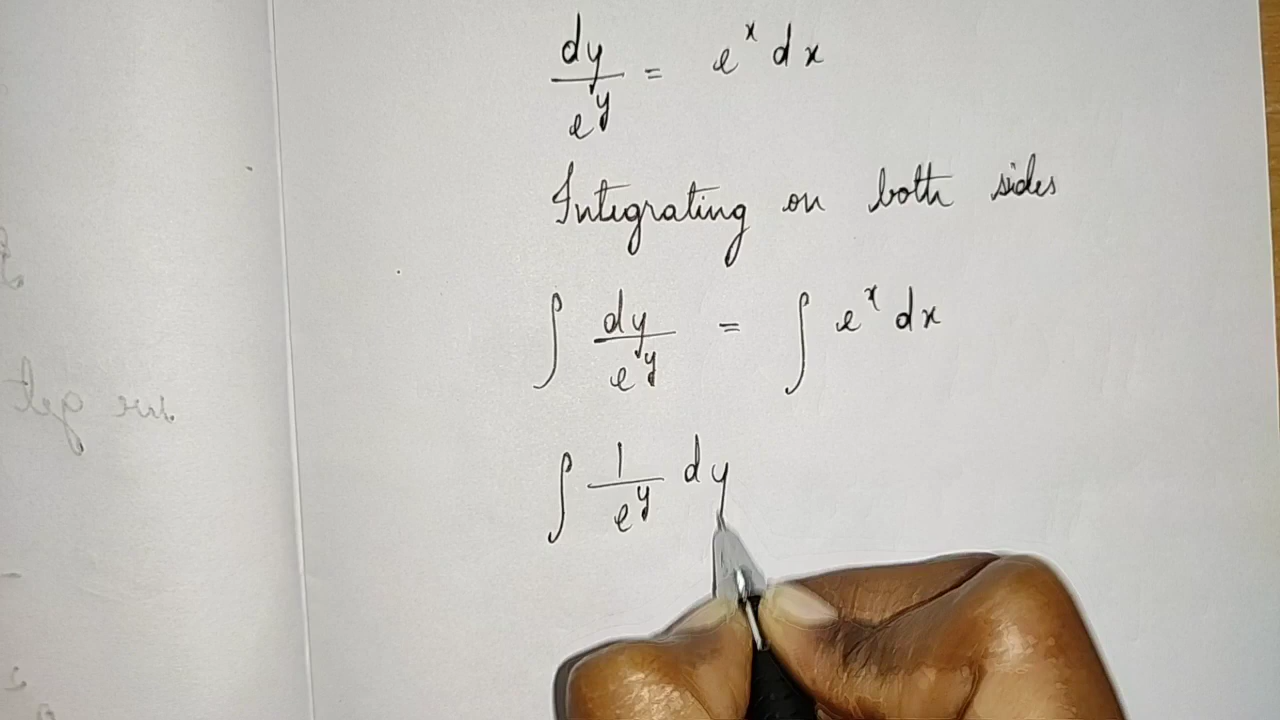 dy/e^y = e^x dx
Integrating on both sides
∫ dy/e^y = ∫ e^x dx
∫ 1/e^y dy